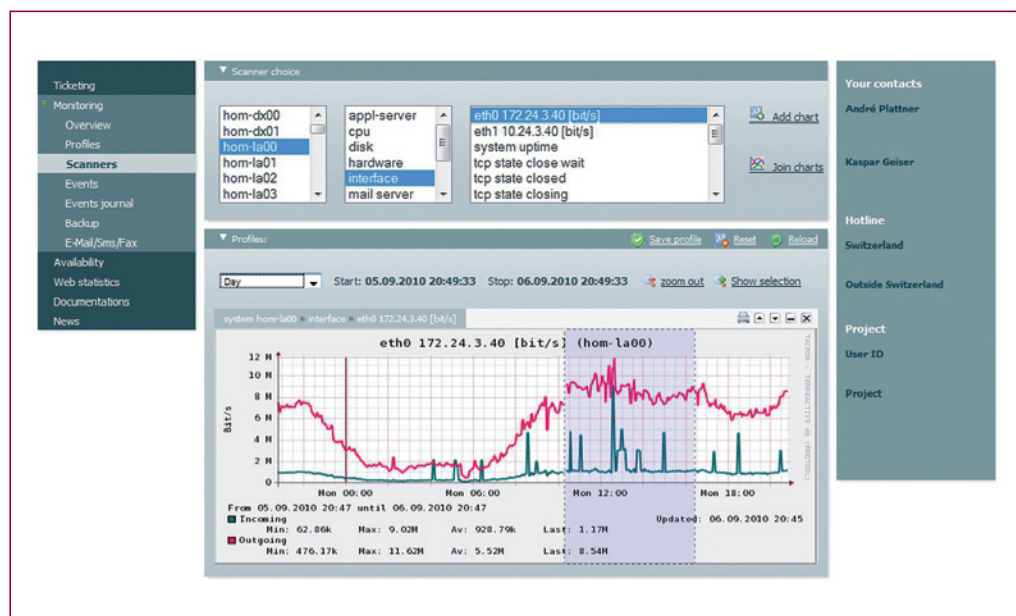 Ticketing
Monitoring
Overview
Profiles
Scanners
Events
Events journal
Backup
E-Mail/Sms/Fax
Availability
Web statistics
Documentations
News
Scanner choice
hom-dx00
hom-dx01
hom-la00
hom-la01
hom-la02
hom-la03
appl-server
cpu
disk
hardware
interface
mail server
eth0 172.24.3.40 [bit/s]
eth1 10.24.3.40 [bit/s]
system uptime
tcp state close wait
tcp state closed
tcp state closing
Add chart
Join charts
Profiles:
Save profile Reset Reload
Day Start: 05.09.2010 20:49:33 Stop: 06.09.2010 20:49:33 zoom out Show selection
system hom-la00 » interface » eth0 172.24.3.40 [bit/s]
eth0 172.24.3.40 [bit/s] (hom-la00)
12 M
10 M
8 M
6 M
4 M
2 M
0
Bit/s
Mon 00:00 Mon 06:00 Mon 12:00 Mon 18:00
From 05.09.2010 20:47 until 06.09.2010 20:47
Updated: 06.09.2010 20:45
Incoming
Min: 62.86k Max: 9.02M Av: 928.79k Last: 1.17M
Outgoing
Min: 476.17k Max: 11.62M Av: 5.52M Last: 8.54M
Your contacts
André Plattner
Kaspar Geiser
Hotline
Switzerland
Outside Switzerland
Project
User ID
Project